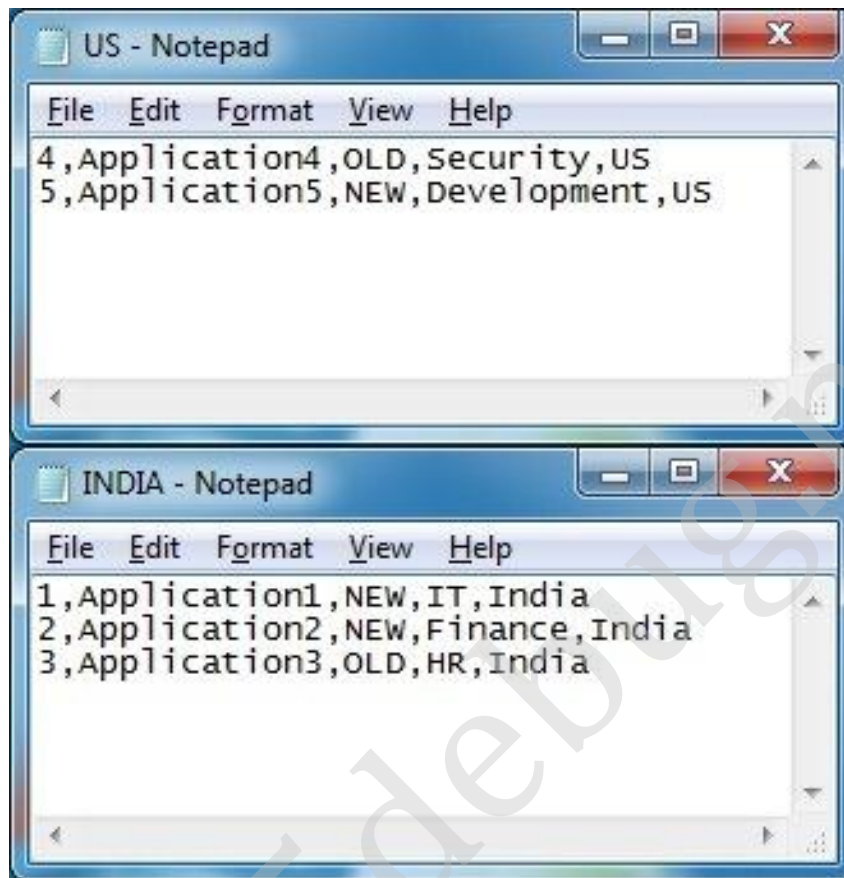 US - Notepad
File Edit Format View Help
4,Application4,OLD,Security,US
5,Application5,NEW,Development,US
INDIA - Notepad
File Edit Format View Help
1,Application1,NEW,IT,India
2,Application2,NEW,Finance,India
3,Application3,OLD,HR,India